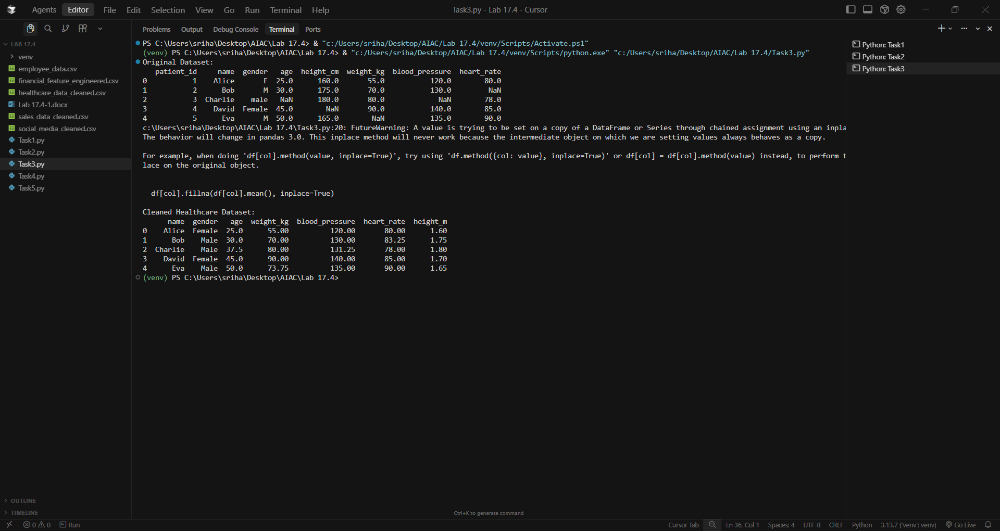 Agents Editor File Edit Selection View Go Run Terminal Help Task3.py - Lab 17.4 - Cursor
LAB 17.4
venv
employee_data.csv
financial_feature_engineered.csv
healthcare_data_cleaned.csv
Lab 17.4-1.docx
sales_data_cleaned.csv
social_media_cleaned.csv
Task1.py
Task2.py
Task3.py
Task4.py
Task5.py
OUTLINE
TIMELINE
Problems Output Debug Console Terminal Ports
PS C:\Users\sriha\Desktop\AIAC\Lab 17.4> & "c:/Users/sriha/Desktop/AIAC/Lab 17.4/venv/Scripts/Activate.ps1"
(venv) PS C:\Users\sriha\Desktop\AIAC\Lab 17.4> & "c:/Users/sriha/Desktop/AIAC/Lab 17.4/venv/Scripts/python.exe" "c:/Users/sriha/Desktop/AIAC/Lab 17.4/Task3.py"
Original Dataset:
patient_id name gender age height_cm weight_kg blood_pressure heart_rate
0 1 Alice F 25.0 160.0 55.0 120.0 80.0
1 2 Bob M 30.0 175.0 70.0 130.0 NaN
2 3 Charlie male NaN 180.0 80.0 NaN 78.0
3 4 David Female 45.0 NaN 90.0 140.0 85.0
4 5 Eva M 50.0 165.0 NaN 135.0 90.0
c:\Users\sriha\Desktop\AIAC\Lab 17.4\Task3.py:20: FutureWarning: A value is trying to be set on a copy of a DataFrame or Series through chained assignment using an inpla
The behavior will change in pandas 3.0. This inplace method will never work because the intermediate object on which we are setting values always behaves as a copy.
For example, when doing 'df[col].method(value, inplace=True)', try using 'df.method({col: value}, inplace=True)' or df[col] = df[col].method(value) instead, to perform t
lace on the original object.
df[col].fillna(df[col].mean(), inplace=True)
Cleaned Healthcare Dataset:
name gender age weight_kg blood_pressure heart_rate height_m
0 Alice Female 25.0 55.00 120.00 80.00 1.60
1 Bob Male 30.0 70.00 130.00 83.25 1.75
2 Charlie Male 37.5 80.00 131.25 78.00 1.80
3 David Female 45.0 90.00 140.00 85.00 1.70
4 Eva Male 50.0 73.75 135.00 90.00 1.65
(venv) PS C:\Users\sriha\Desktop\AIAC\Lab 17.4>
Ctrl+K to generate command
Python: Task1
Python: Task2
Python: Task3
0 0 Run Cursor Tab Ln 36, Col 1 Spaces: 4 UTF-8 CRLF Python 3.13.7 ('venv': venv) Go Live